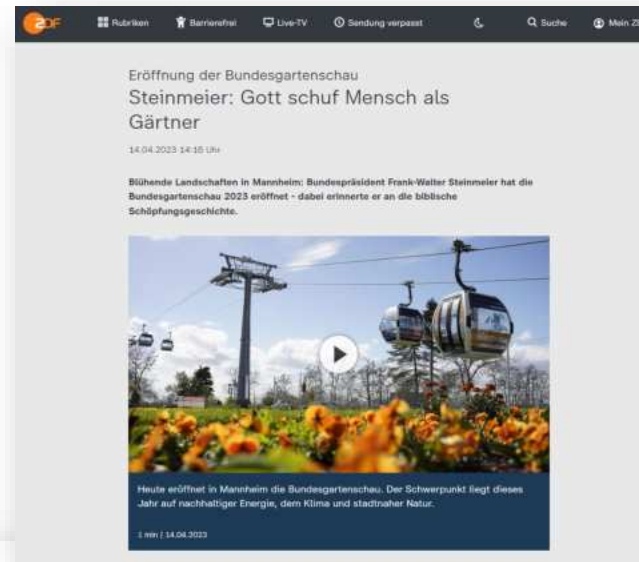 ZDF
Rubriken Barrierefrei Live-TV Sendung verpasst Suche Mein ZD
Eröffnung der Bundesgartenschau
Steinmeier: Gott schuf Mensch als
Gärtner
14.04.2023 14:16 Uhr
Blühende Landschaften in Mannheim: Bundespräsident Frank-Walter Steinmeier hat die
Bundesgartenschau 2023 eröffnet - dabei erinnerte er an die biblische
Schöpfungsgeschichte.
Heute eröffnet in Mannheim die Bundesgartenschau. Der Schwerpunkt liegt dieses
Jahr auf nachhaltiger Energie, dem Klima und stadtnaher Natur.
1 min | 14.04.2023